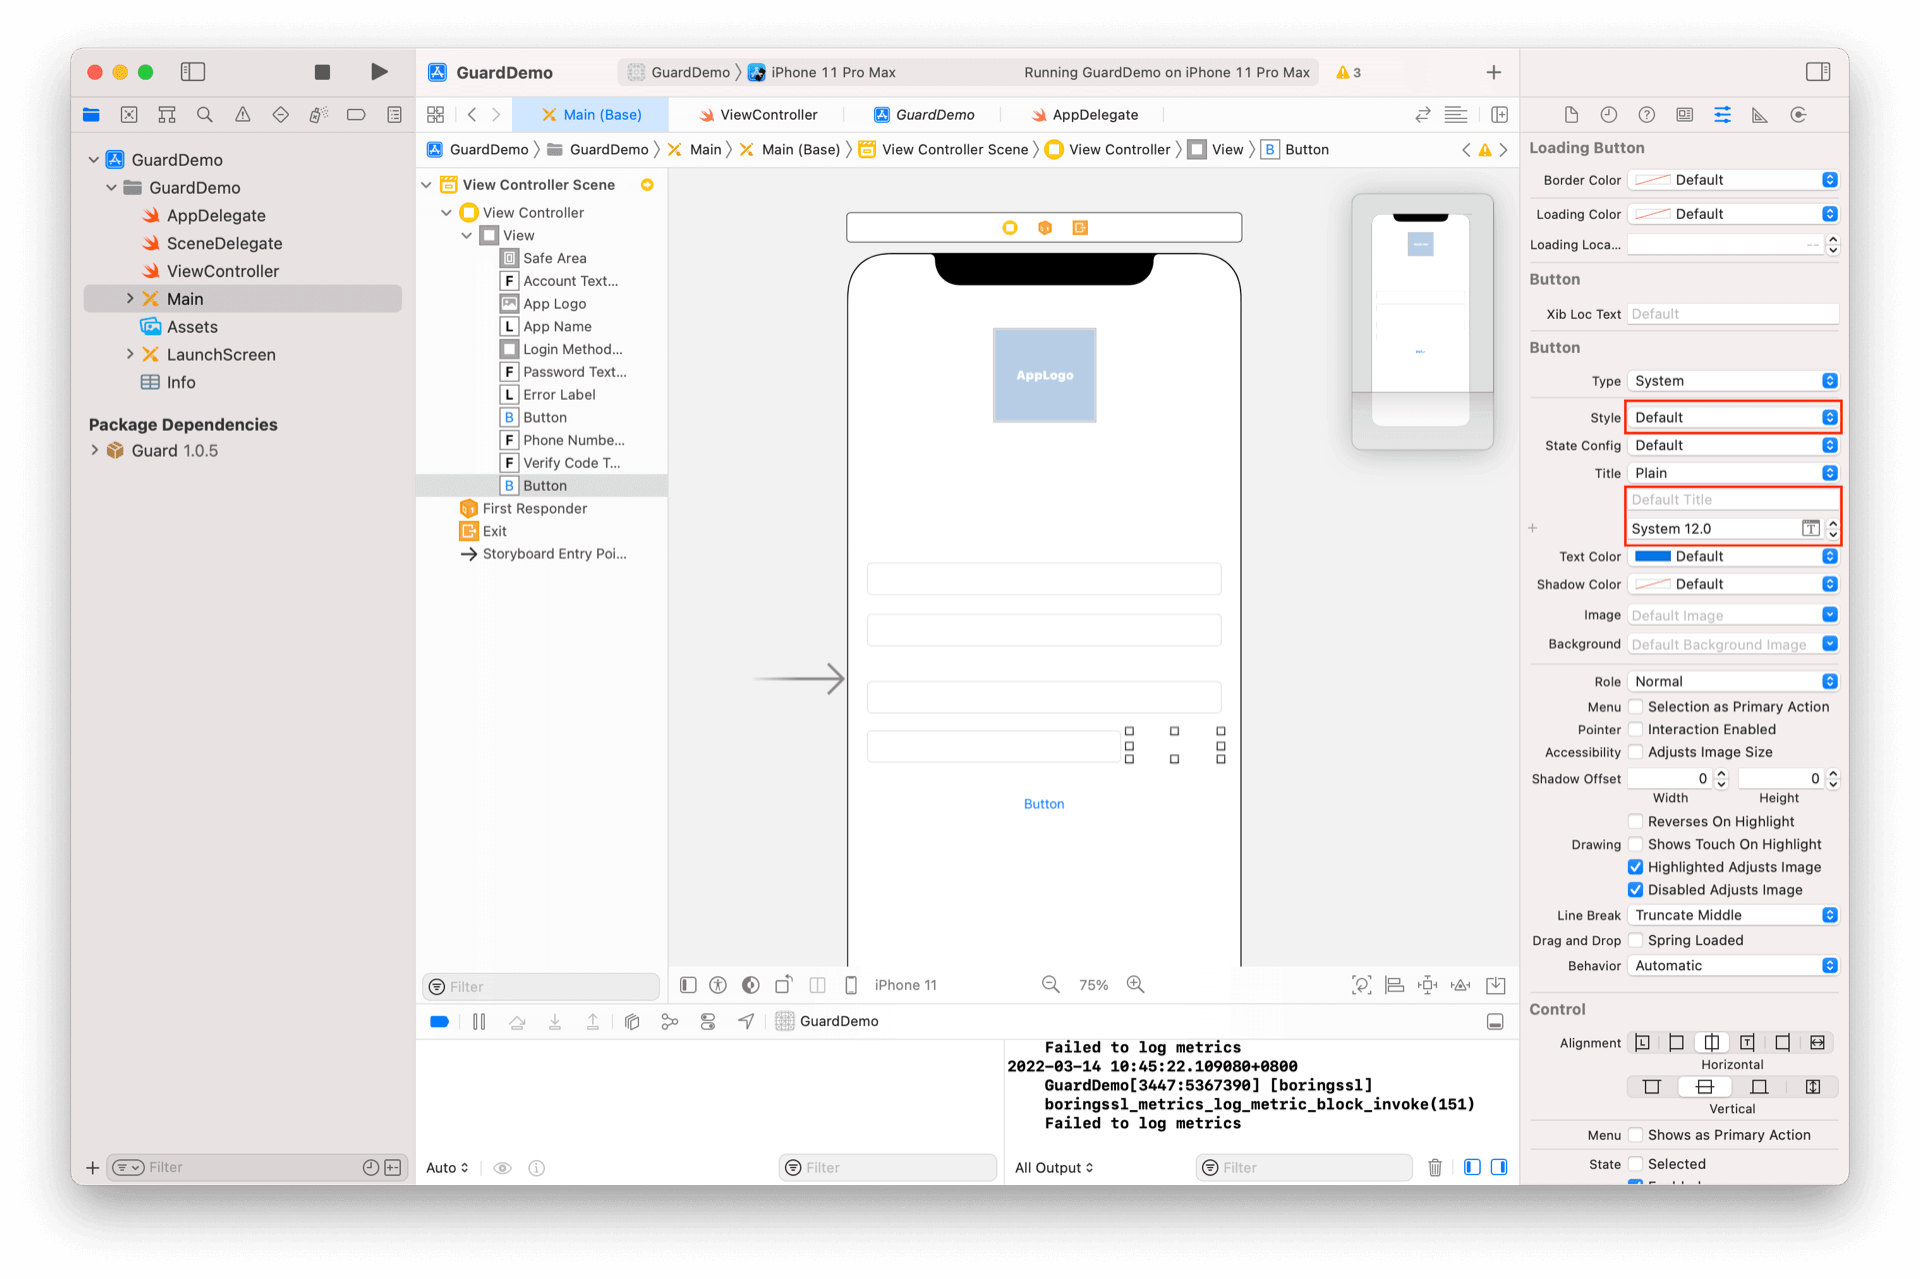 GuardDemo
GuardDemo
iPhone 11 Pro Max
Running GuardDemo on iPhone 11 Pro Max
3
Main (Base)
ViewController
GuardDemo
AppDelegate
GuardDemo
GuardDemo
Main
Main (Base)
View Controller Scene
View Controller
View
B Button
GuardDemo
GuardDemo
AppDelegate
SceneDelegate
ViewController
Main
Assets
LaunchScreen
Info
Package Dependencies
Guard 1.0.5
Filter
View Controller Scene
View Controller
View
Safe Area
F Account Text...
App Logo
L App Name
Login Method...
F Password Text...
L Error Label
B Button
F Phone Numbe...
F Verify Code T...
B Button
First Responder
Exit
Storyboard Entry Poi...
Filter
AppLogo
Button
iPhone 11
75%
GuardDemo
Failed to log metrics
2022-03-14 10:45:22.109080+0800
GuardDemo[3447:5367390] [boringssl]
boringssl_metrics_log_metric_block_invoke(151)
Failed to log metrics
Auto
Filter
All Output
Filter
Loading Button
Border Color Default
Loading Color Default
Loading Loca... --
Button
Xib Loc Text Default
Button
Type System
Style Default
State Config Default
Title Plain
Default Title
System 12.0 T
Text Color Default
Shadow Color Default
Image Default Image
Background Default Background Image
Role Normal
Menu Selection as Primary Action
Pointer Interaction Enabled
Accessibility Adjusts Image Size
Shadow Offset 0 0
Width Height
Reverses On Highlight
Drawing Shows Touch On Highlight
Highlighted Adjusts Image
Disabled Adjusts Image
Line Break Truncate Middle
Drag and Drop Spring Loaded
Behavior Automatic
Control
Alignment
Horizontal
Vertical
Menu Shows as Primary Action
State Selected